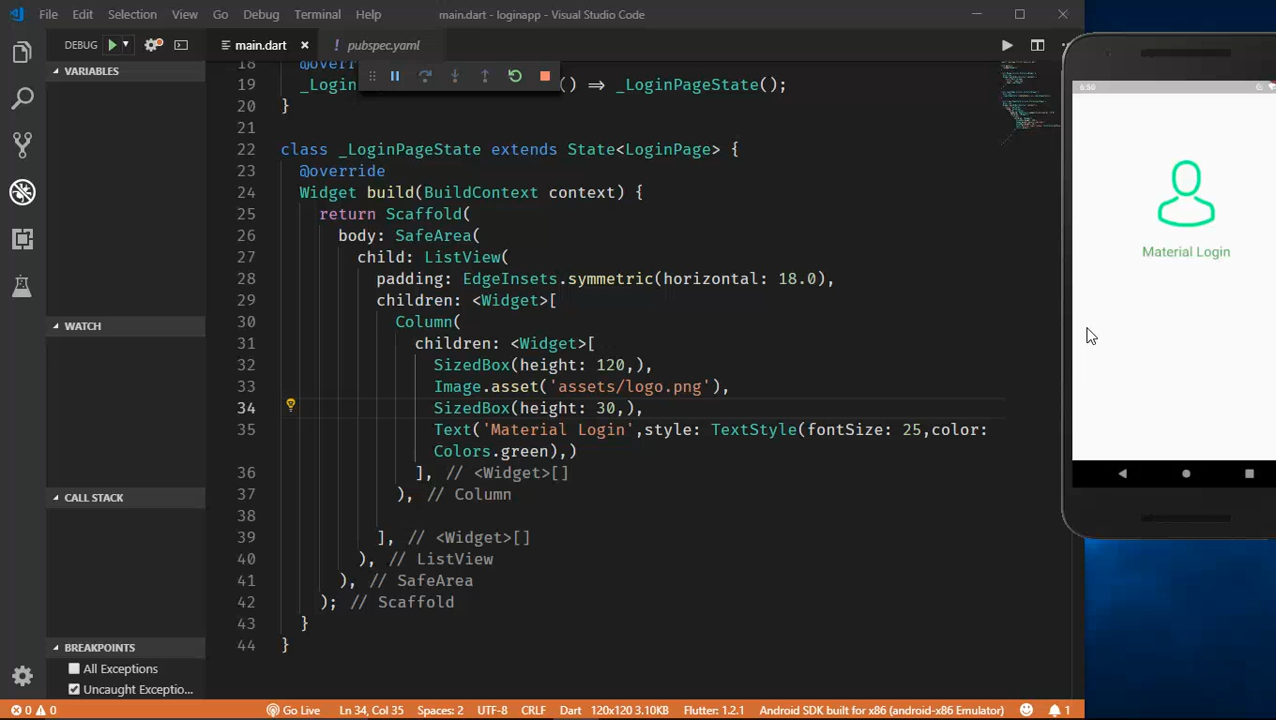 File Edit Selection View Go Debug Terminal Help main.dart - loginapp - Visual Studio Code
DEBUG main.dart × ! pubspec.yaml
VARIABLES
WATCH
CALL STACK
BREAKPOINTS
All Exceptions
Uncaught Exceptio...
18
19 _Login () => _LoginPageState();
20 }
21
22 class _LoginPageState extends State<LoginPage> {
23 @override
24 Widget build(BuildContext context) {
25 return Scaffold(
26 body: SafeArea(
27 child: ListView(
28 padding: EdgeInsets.symmetric(horizontal: 18.0),
29 children: <Widget>[
30 Column(
31 children: <Widget>[
32 SizedBox(height: 120,),
33 Image.asset('assets/logo.png'),
34 SizedBox(height: 30,),
35 Text('Material Login',style: TextStyle(fontSize: 25,color:
Colors.green),)
36 ], // <Widget>[]
37 ), // Column
38
39 ], // <Widget>[]
40 ), // ListView
41 ), // SafeArea
42 ); // Scaffold
43 }
44 }
6:50
Material Login
0 0 Go Live Ln 34, Col 35 Spaces: 2 UTF-8 CRLF Dart 120x120 3.10KB Flutter: 1.2.1 Android SDK built for x86 (android-x86 Emulator) 1